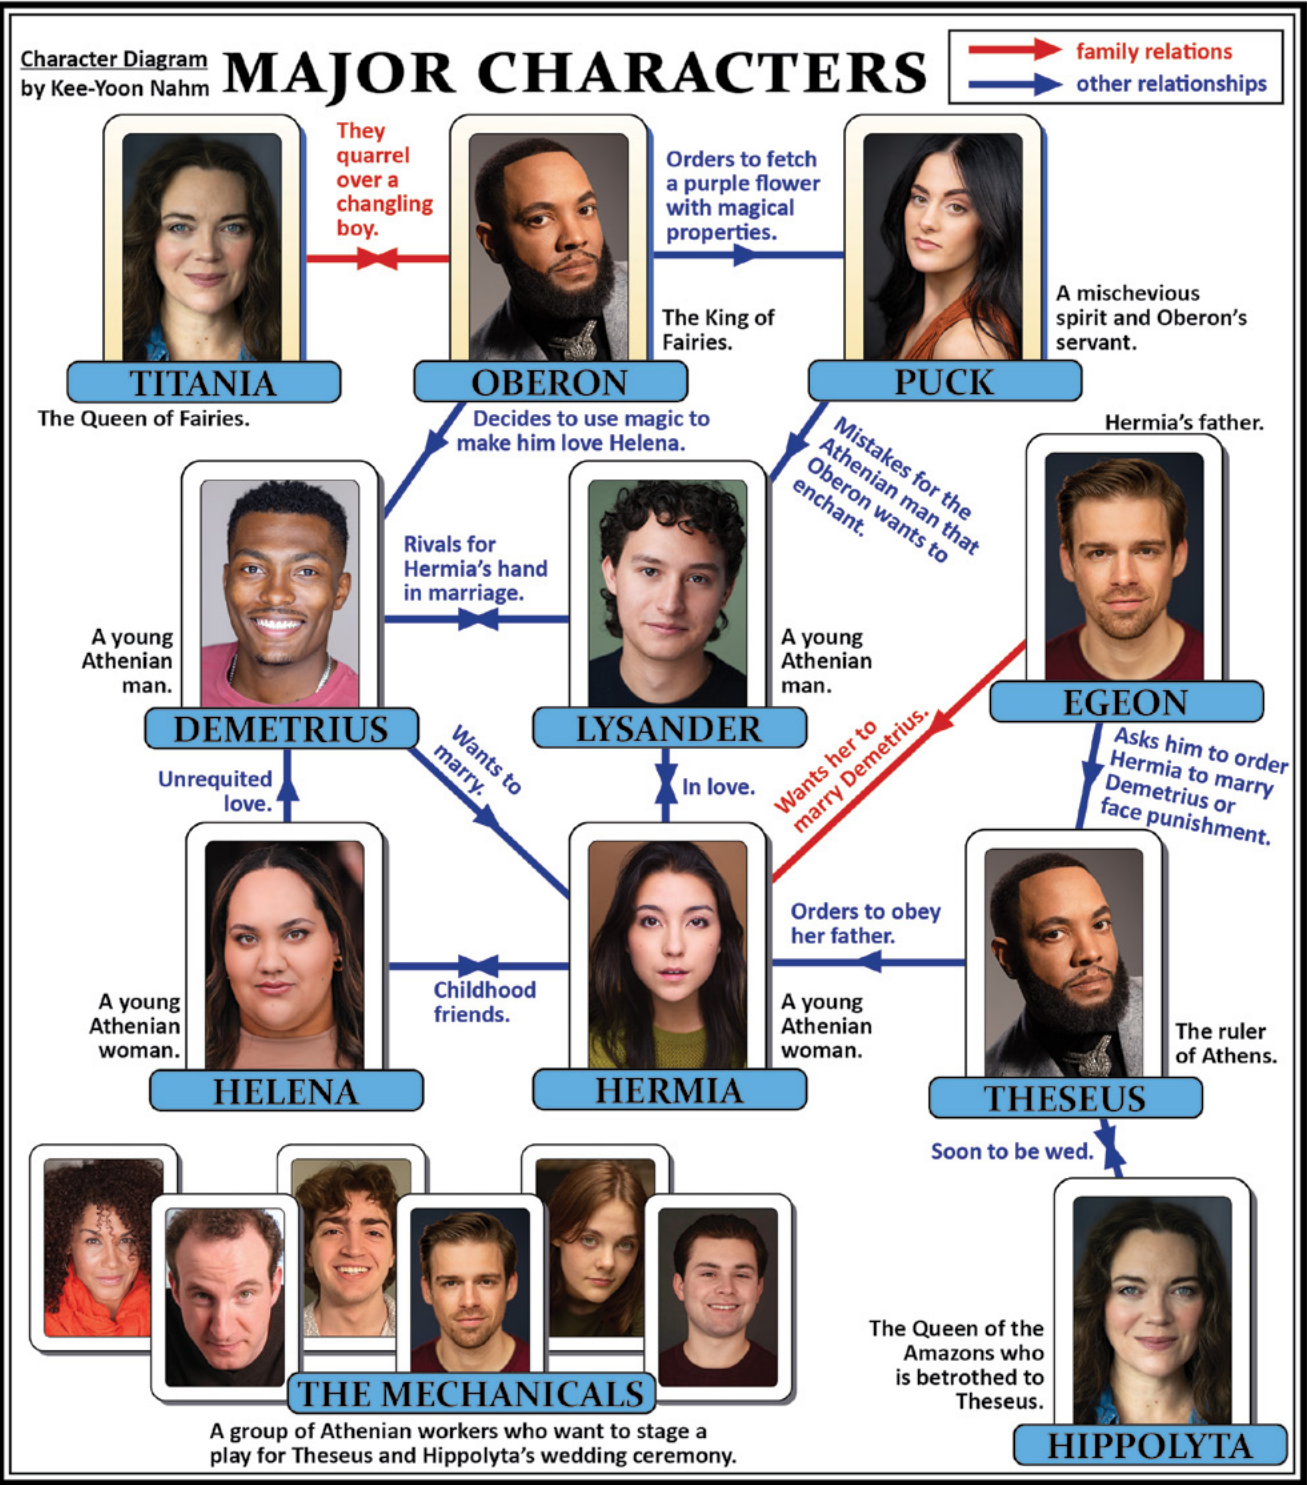 Character Diagram
by Kee-Yoon Nahm
MAJOR CHARACTERS
family relations
other relationships
They
quarrel
over a
changling
boy.
Orders to fetch
a purple flower
with magical
properties.
The King of
Fairies.
A mischevious
spirit and Oberon's
servant.
TITANIA
OBERON
PUCK
The Queen of Fairies.
Decides to use magic to
make him love Helena.
Mistakes for the
Athenian man that
Oberon wants to
enchant.
Hermia's father.
Rivals for
Hermia's hand
in marriage.
A young
Athenian
man.
A young
Athenian
man.
DEMETRIUS
LYSANDER
EGEON
Unrequited
love.
Wants to
marry.
In love.
Wants her to
marry Demetrius.
Asks him to order
Hermia to marry
Demetrius or
face punishment.
Orders to obey
her father.
Childhood
friends.
A young
Athenian
woman.
A young
Athenian
woman.
The ruler
of Athens.
HELENA
HERMIA
THESEUS
Soon to be wed.
The Queen of the
Amazons who
is betrothed to
Theseus.
THE MECHANICALS
A group of Athenian workers who want to stage a
play for Theseus and Hippolyta's wedding ceremony.
HIPPOLYTA